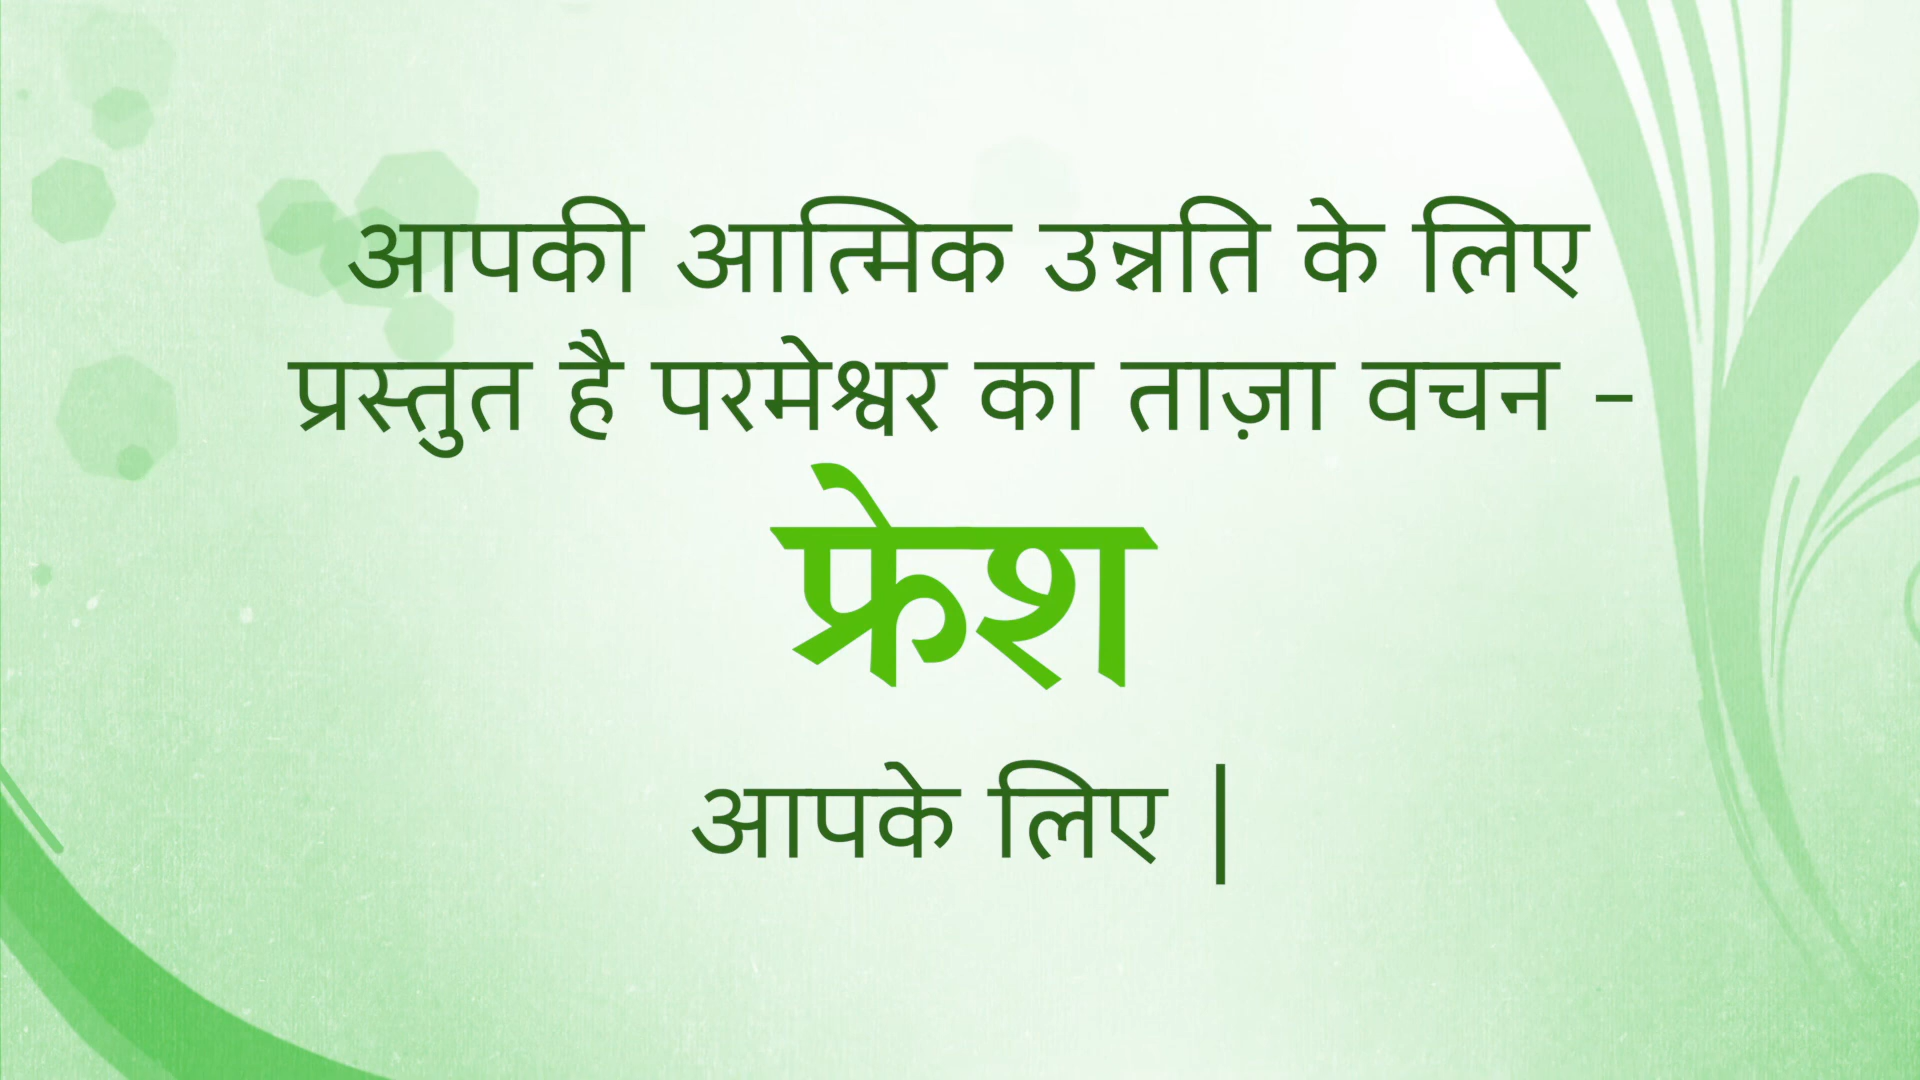 आपकी आत्मिक उन्नति के लिए
प्रस्तुत है परमेश्वर का ताज़ा वचन -
फ्रेश
आपके लिए |